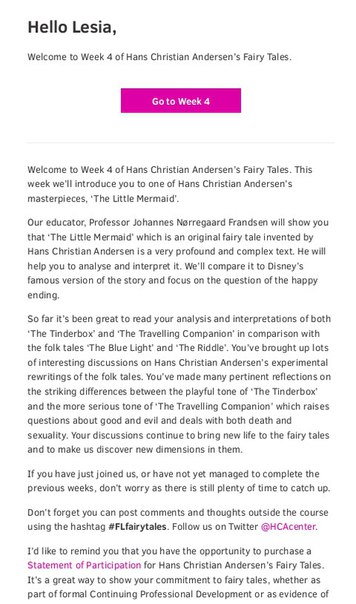 Hello Lesia,
Welcome to Week 4 of Hans Christian Andersen's Fairy Tales.
Go to Week 4
Welcome to Week 4 of Hans Christian Andersen's Fairy Tales. This
week we'll introduce you to one of Hans Christian Andersen's
masterpieces, 'The Little Mermaid'.
Our educator, Professor Johannes Nørregaard Frandsen will show you
that 'The Little Mermaid' which is an original fairy tale invented by
Hans Christian Andersen is a very profound and complex text. He will
help you to analyse and interpret it. We'll compare it to Disney's
famous version of the story and focus on the question of the happy
ending.
So far it's been great to read your analysis and interpretations of both
'The Tinderbox' and 'The Travelling Companion' in comparison with
the folk tales 'The Blue Light' and 'The Riddle'. You've brought up lots
of interesting discussions on Hans Christian Andersen's experimental
rewritings of the folk tales. You've made many pertinent reflections on
the striking differences between the playful tone of 'The Tinderbox'
and the more serious tone of 'The Travelling Companion' which raises
questions about good and evil and deals with both death and
sexuality. Your discussions continue to bring new life to the fairy tales
and to make us discover new dimensions in them.
If you have just joined us, or have not yet managed to complete the
previous weeks, don't worry as there is still plenty of time to catch up.
Don't forget you can post comments and thoughts outside the course
using the hashtag #FLfairytales. Follow us on Twitter @HCAcenter.
I'd like to remind you that you have the opportunity to purchase a
Statement of Participation for Hans Christian Andersen's Fairy Tales.
It's a great way to show your commitment to fairy tales, whether as
part of formal Continuing Professional Development or as evidence of